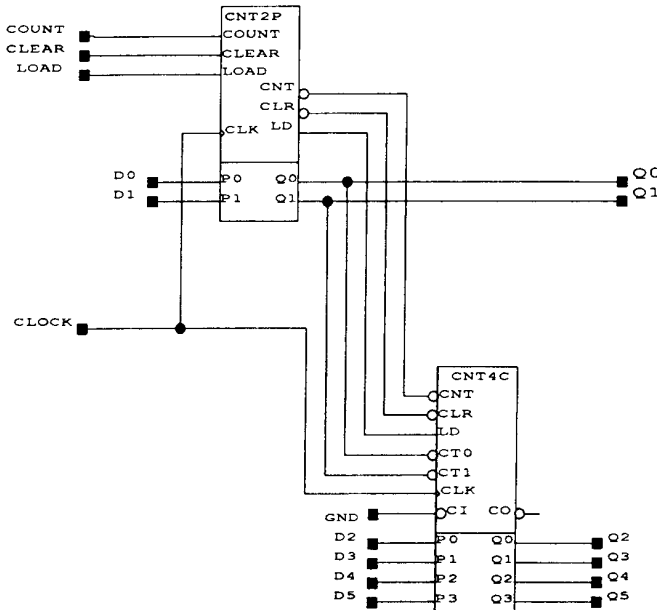 CNT2P
COUNT COUNT
CLEAR CLEAR
LOAD LOAD
CNT
CLR
CLK LD
D0 P0 Q0 Q0
D1 P1 Q1 Q1
CLOCK
CNT4C
CNT
CLR
LD
CT0
CT1
CLK
GND CI CO
D2 P0 Q0 Q2
D3 P1 Q1 Q3
D4 P2 Q2 Q4
D5 P3 Q3 Q5